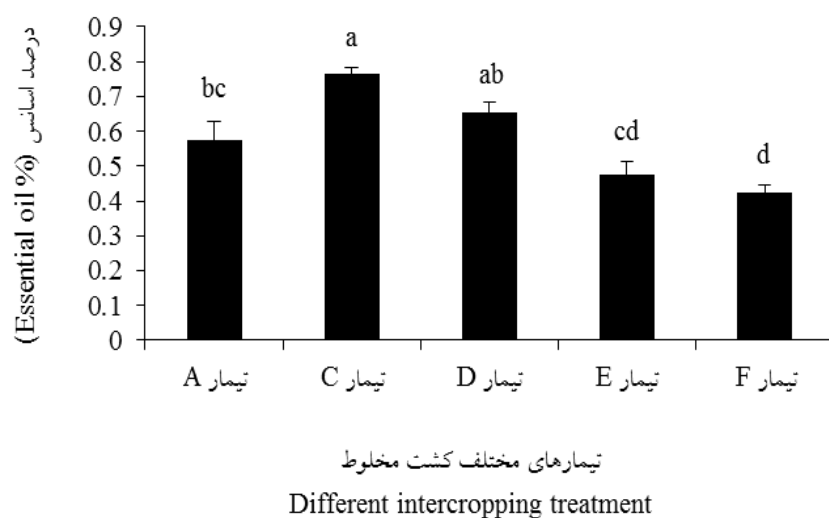 درصد اسانس
(Essential oil %)
0.9
0.8
0.7
0.6
0.5
0.4
0.3
0.2
0.1
0
bc
a
ab
cd
d
تیمار A
تیمار C
تیمار D
تیمار E
تیمار F
تیمارهای مختلف کشت مخلوط
Different intercropping treatment